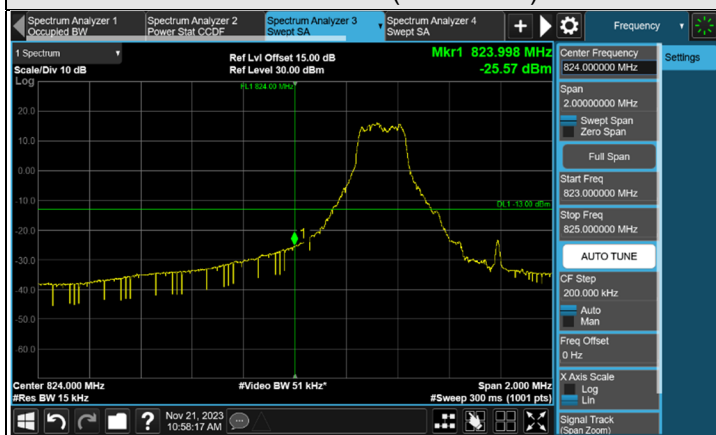 Spectrum Analyzer 1
Occupied BW
Spectrum Analyzer 2
Power Stat CCDF
Spectrum Analyzer 3
Swept SA
Spectrum Analyzer 4
Swept SA
Frequency
1 Spectrum
Scale/Div 10 dB
Log
Ref Lvl Offset 15.00 dB
Ref Level 30.00 dBm
Mkr1 823.998 MHz
-25.57 dBm
FL1 824.00 MHz
20.0
10.0
0.00
-10.0
-20.0
-30.0
-40.0
-50.0
-60.0
DL1 -13.00 dBm
1
Center 824.000 MHz
#Res BW 15 kHz
#Video BW 51 kHz*
Span 2.000 MHz
#Sweep 300 ms (1001 pts)
Nov 21, 2023
10:58:17 AM
Center Frequency
824.000000 MHz
Settings
Span
2.00000000 MHz
Swept Span
Zero Span
Full Span
Start Freq
823.000000 MHz
Stop Freq
825.000000 MHz
AUTO TUNE
CF Step
200.000 kHz
Auto
Man
Freq Offset
0 Hz
X Axis Scale
Log
Lin
Signal Track
(Span Zoom)